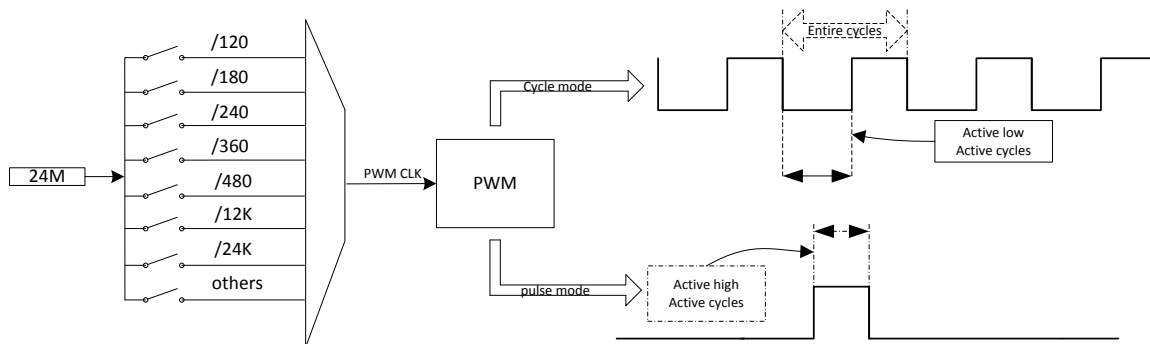 /120
/180
/240
/360
/480
/12K
/24K
others
24M
PWM CLK
PWM
Cycle mode
pulse mode
Entire cycles
Active low
Active cycles
Active high
Active cycles